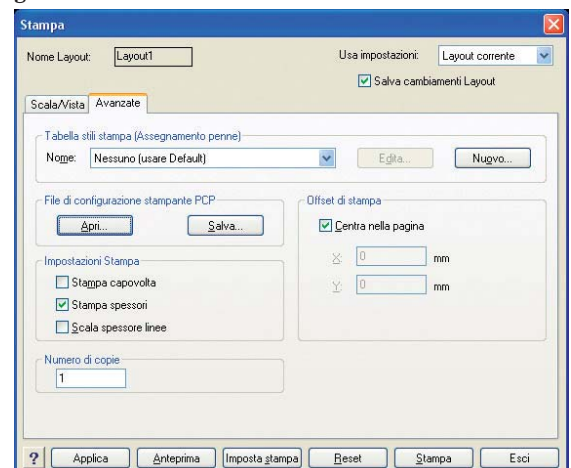 Stampa
Nome Layout: Layout1 Usa impostazioni: Layout corrente
Salva cambiamenti Layout
Scala/Vista Avanzate
Tabella stili stampa (Assegnamento penne)
Nome: Nessuno (usare Default) Edita... Nuovo...
File di configurazione stampante PCP
Apri... Salva...
Offset di stampa
Centra nella pagina
X: 0 mm
Y: 0 mm
Impostazioni Stampa
Stampa capovolta
Stampa spessori
Scala spessore linee
Numero di copie
1
? Applica Anteprima Imposta stampa Reset Stampa Esci